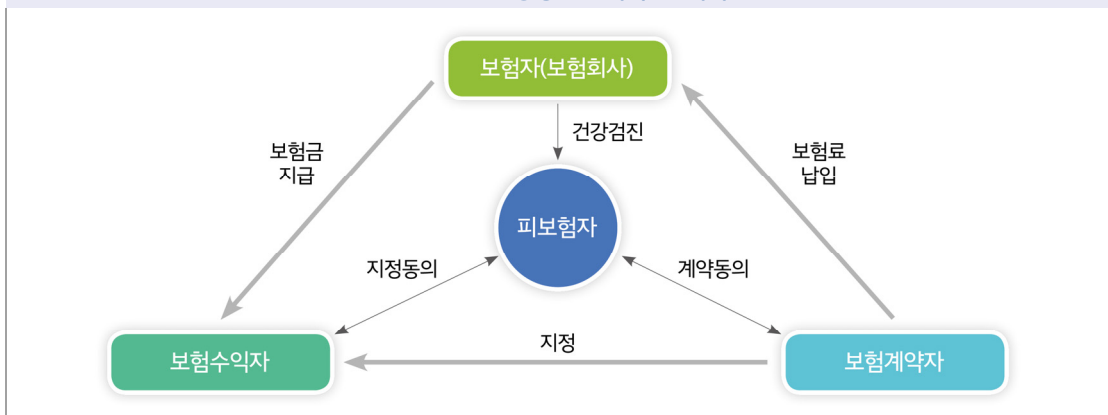 보험자(보험회사)
건강검진
보험금
지급
보험료
납입
피보험자
지정동의
계약동의
보험수익자
지정
보험계약자